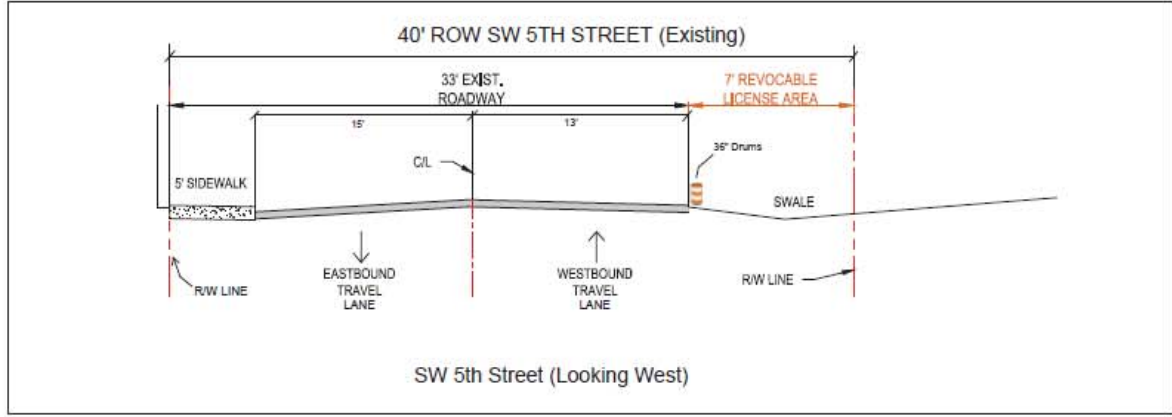 40' ROW SW 5TH STREET (Existing)
33' EXIST.
ROADWAY
7' REVOCABLE
LICENSE AREA
15'
13'
36" Drums
C/L
5' SIDEWALK
SWALE
EASTBOUND
TRAVEL
LANE
WESTBOUND
TRAVEL
LANE
R/W LINE
R/W LINE
SW 5th Street (Looking West)